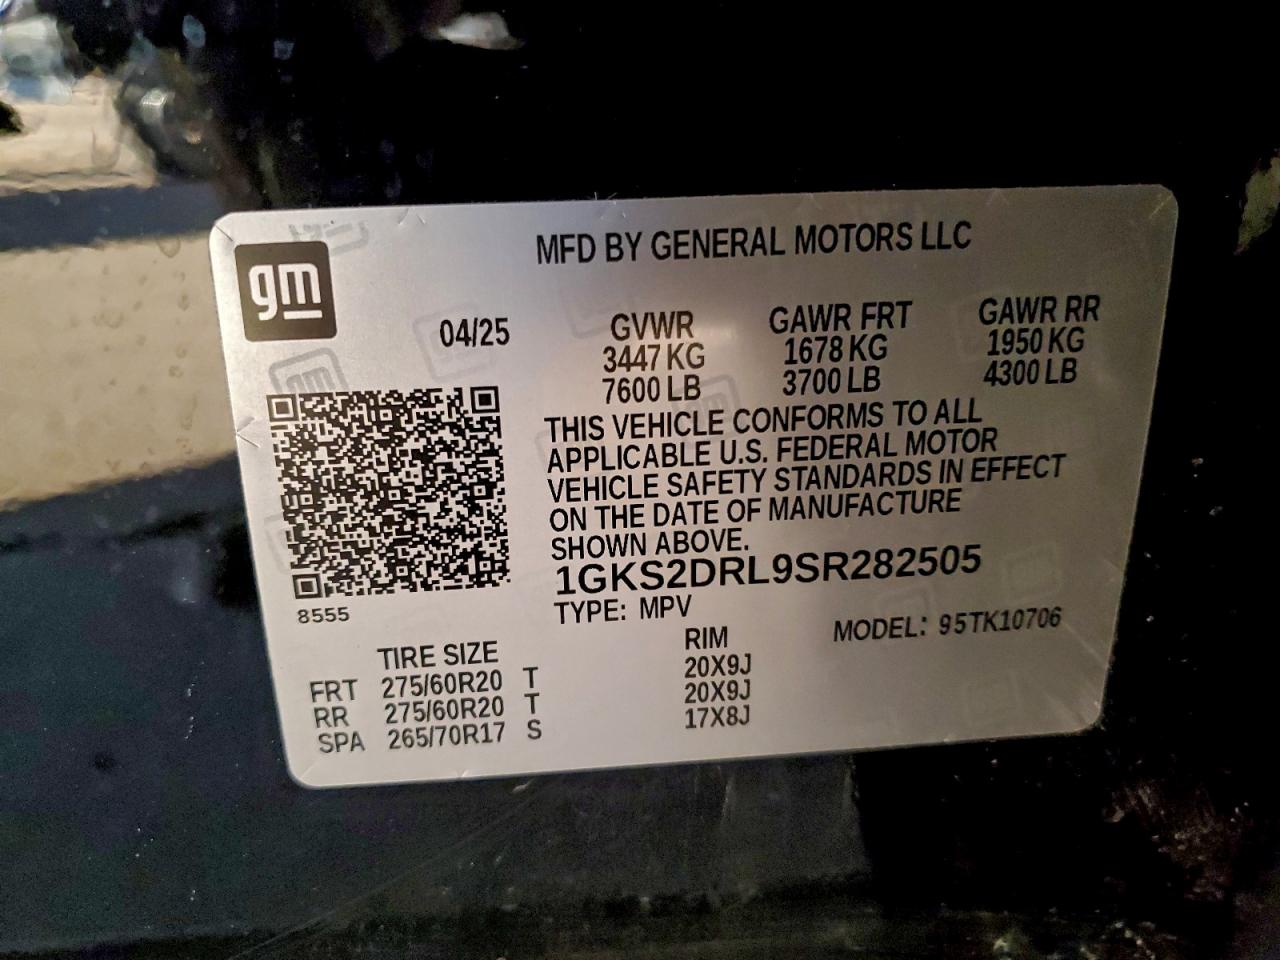 gm
MFD BY GENERAL MOTORS LLC
04/25
GVWR
3447 KG
7600 LB
GAWR FRT
1678 KG
3700 LB
GAWR RR
1950 KG
4300 LB
THIS VEHICLE CONFORMS TO ALL
APPLICABLE U.S. FEDERAL MOTOR
VEHICLE SAFETY STANDARDS IN EFFECT
ON THE DATE OF MANUFACTURE
SHOWN ABOVE.
1GKS2DRL9SR282505
TYPE: MPV
MODEL: 95TK10706
8555
TIRE SIZE RIM
FRT 275/60R20 T 20X9J
RR 275/60R20 T 20X9J
SPA 265/70R17 S 17X8J